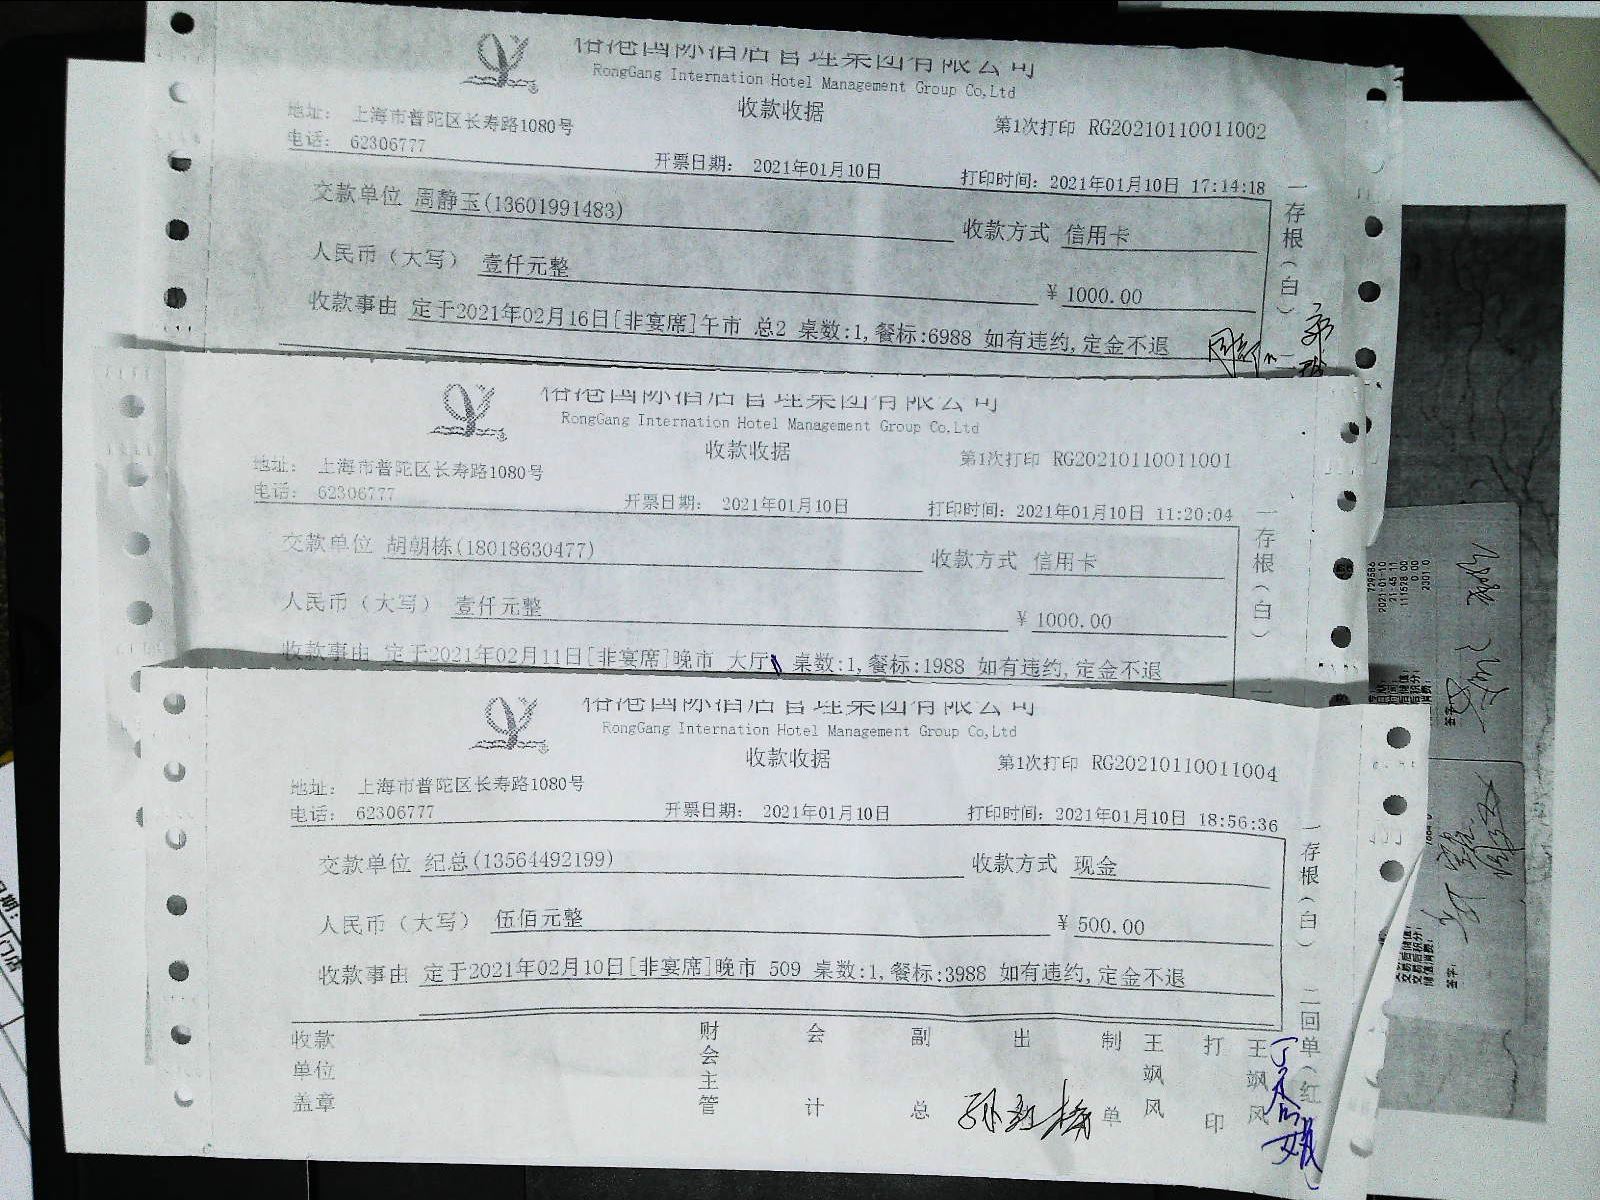 RongGang Internation Hotel Management Group Co,Ltd
收款收据
地址： 上海市普陀区长寿路1080号
第1次打印 RG20210110011002
电话： 62306777
开票日期： 2021年01月10日
打印时间：2021年01月10日 17:14:18
交款单位 周静玉(13601991483)
收款方式 信用卡
人民币（大写） 壹仟元整
¥ 1000.00
收款事由 定于2021年02月16日[非宴席]午市 总2 桌数:1,餐标:6988 如有违约,定金不退
一存根（白）
RongGang Internation Hotel Management Group Co,Ltd
收款收据
地址： 上海市普陀区长寿路1080号
第1次打印 RG20210110011001
电话： 62306777
开票日期： 2021年01月10日
打印时间：2021年01月10日 11:20:04
交款单位 胡朝栋(18018630477)
收款方式 信用卡
人民币（大写） 壹仟元整
¥ 1000.00
收款事由 定于2021年02月11日[非宴席]晚市 大厅 桌数:1,餐标:1988 如有违约,定金不退
一存根（白）
RongGang Internation Hotel Management Group Co,Ltd
收款收据
地址： 上海市普陀区长寿路1080号
第1次打印 RG20210110011004
电话： 62306777
开票日期： 2021年01月10日
打印时间：2021年01月10日 18:56:36
交款单位 纪总(13564492199)
收款方式 现金
人民币（大写） 伍佰元整
¥ 500.00
收款事由 定于2021年02月10日[非宴席]晚市 509 桌数:1,餐标:3988 如有违约,定金不退
一存根（白） 二回单（红
收款单位盖章
财会主管
会计
副总
出
制单
王飒风
打印
王飒风